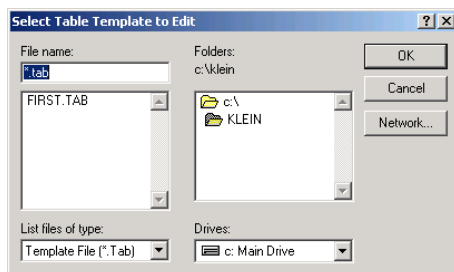 Select Table Template to Edit
File name:
*.tab
FIRST.TAB
List files of type:
Template File (*.Tab)
Folders:
c:\klein
c:\
KLEIN
Drives:
c: Main Drive
OK
Cancel
Network...